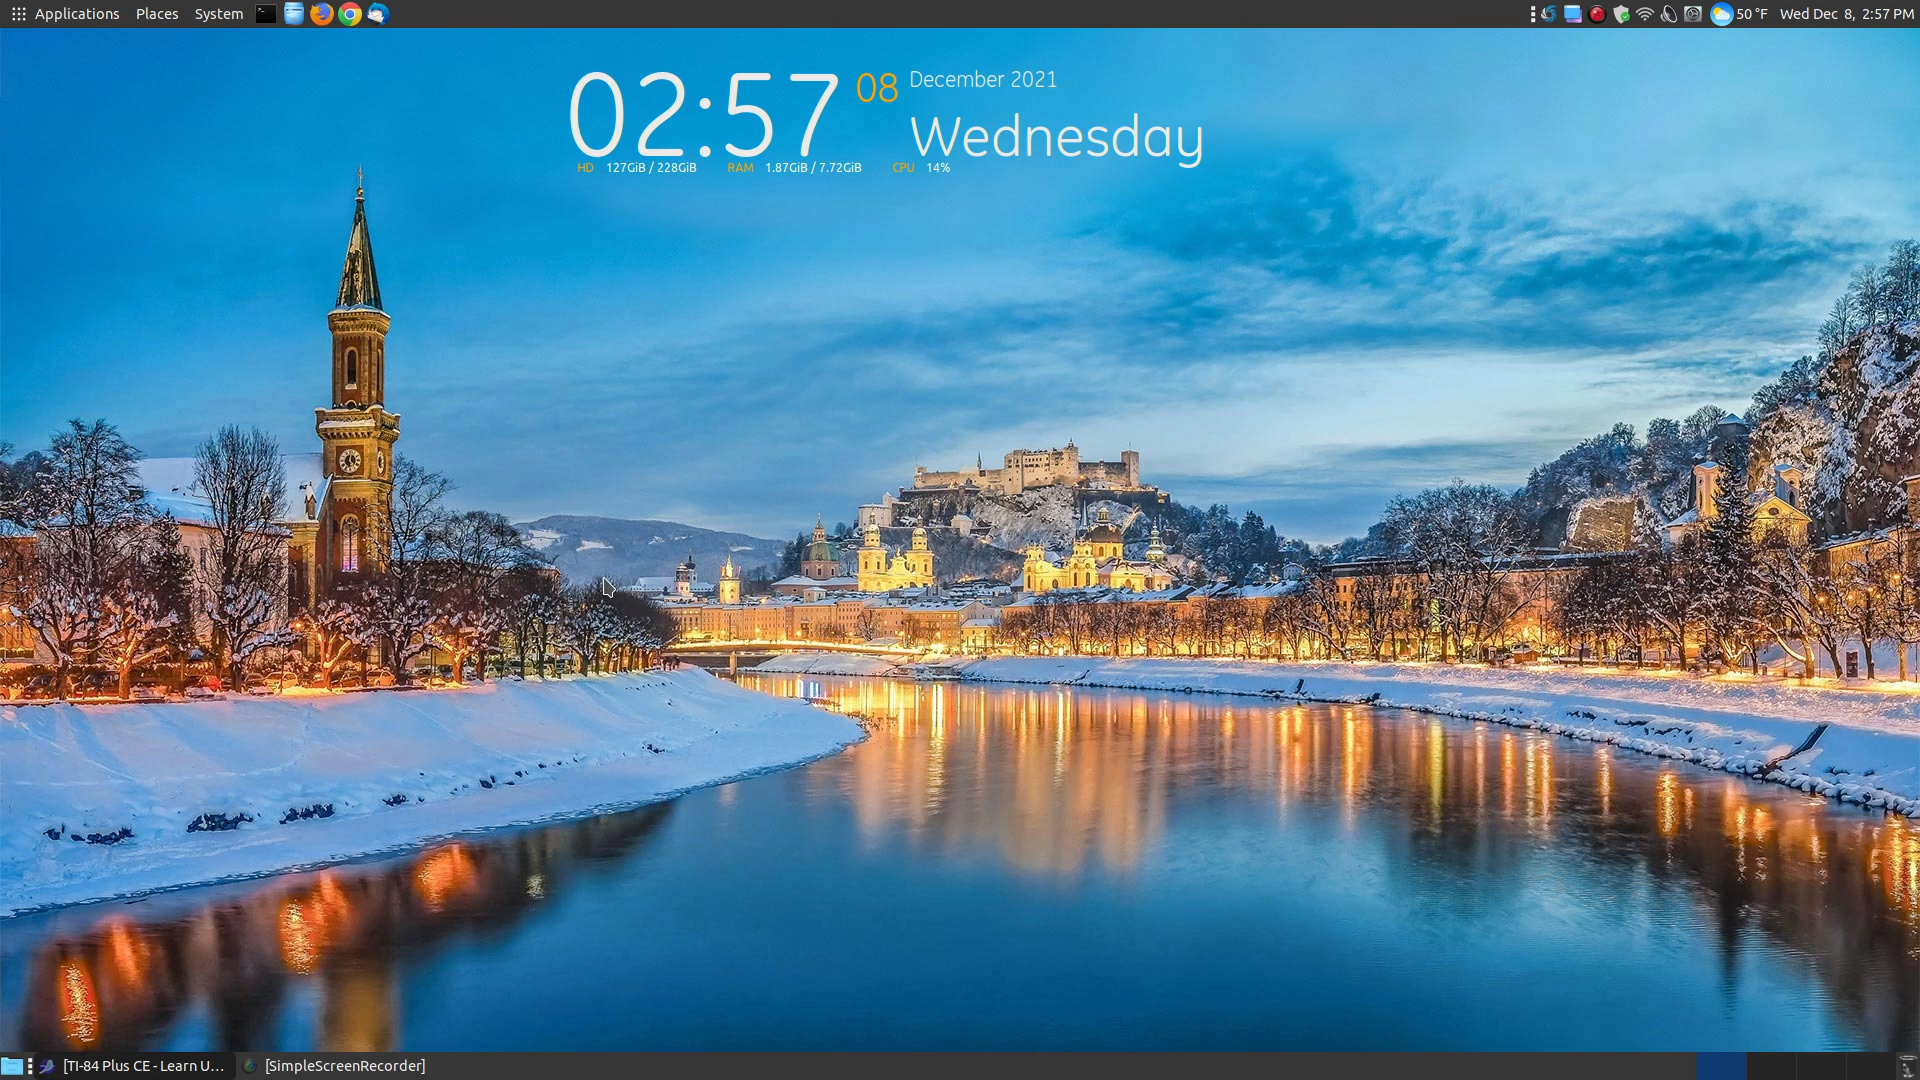 Applications Places System 50 °F Wed Dec 8, 2:57 PM
02:57 08 December 2021
Wednesday
HD 127GiB / 228GiB RAM 1.87GiB / 7.72GiB CPU 14%
[TI-84 Plus CE - Learn U... [SimpleScreenRecorder]